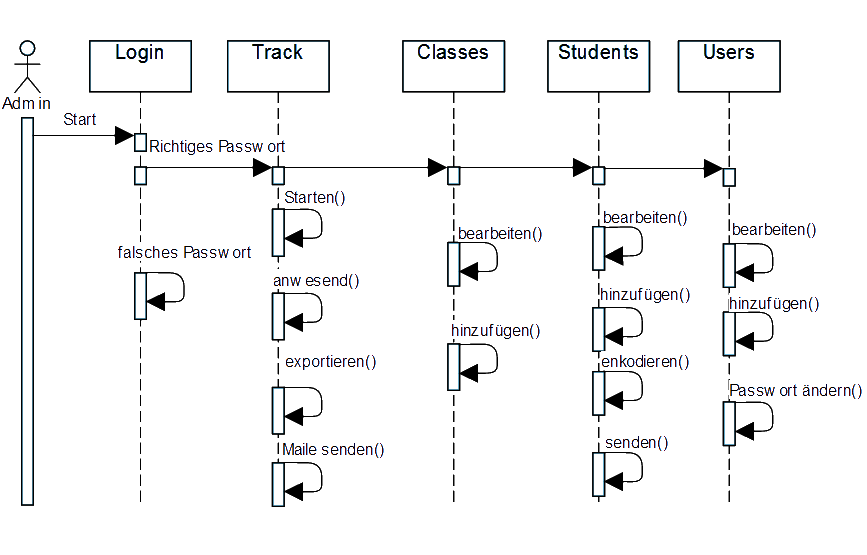 Login
Track
Classes
Students
Users
Admin
Start
Richtiges Passwort
Starten()
bearbeiten()
bearbeiten()
bearbeiten()
falsches Passwort
anwesend()
hinzufügen()
hinzufügen()
hinzufügen()
exportieren()
enkodieren()
Passwort ändern()
Maile senden()
senden()